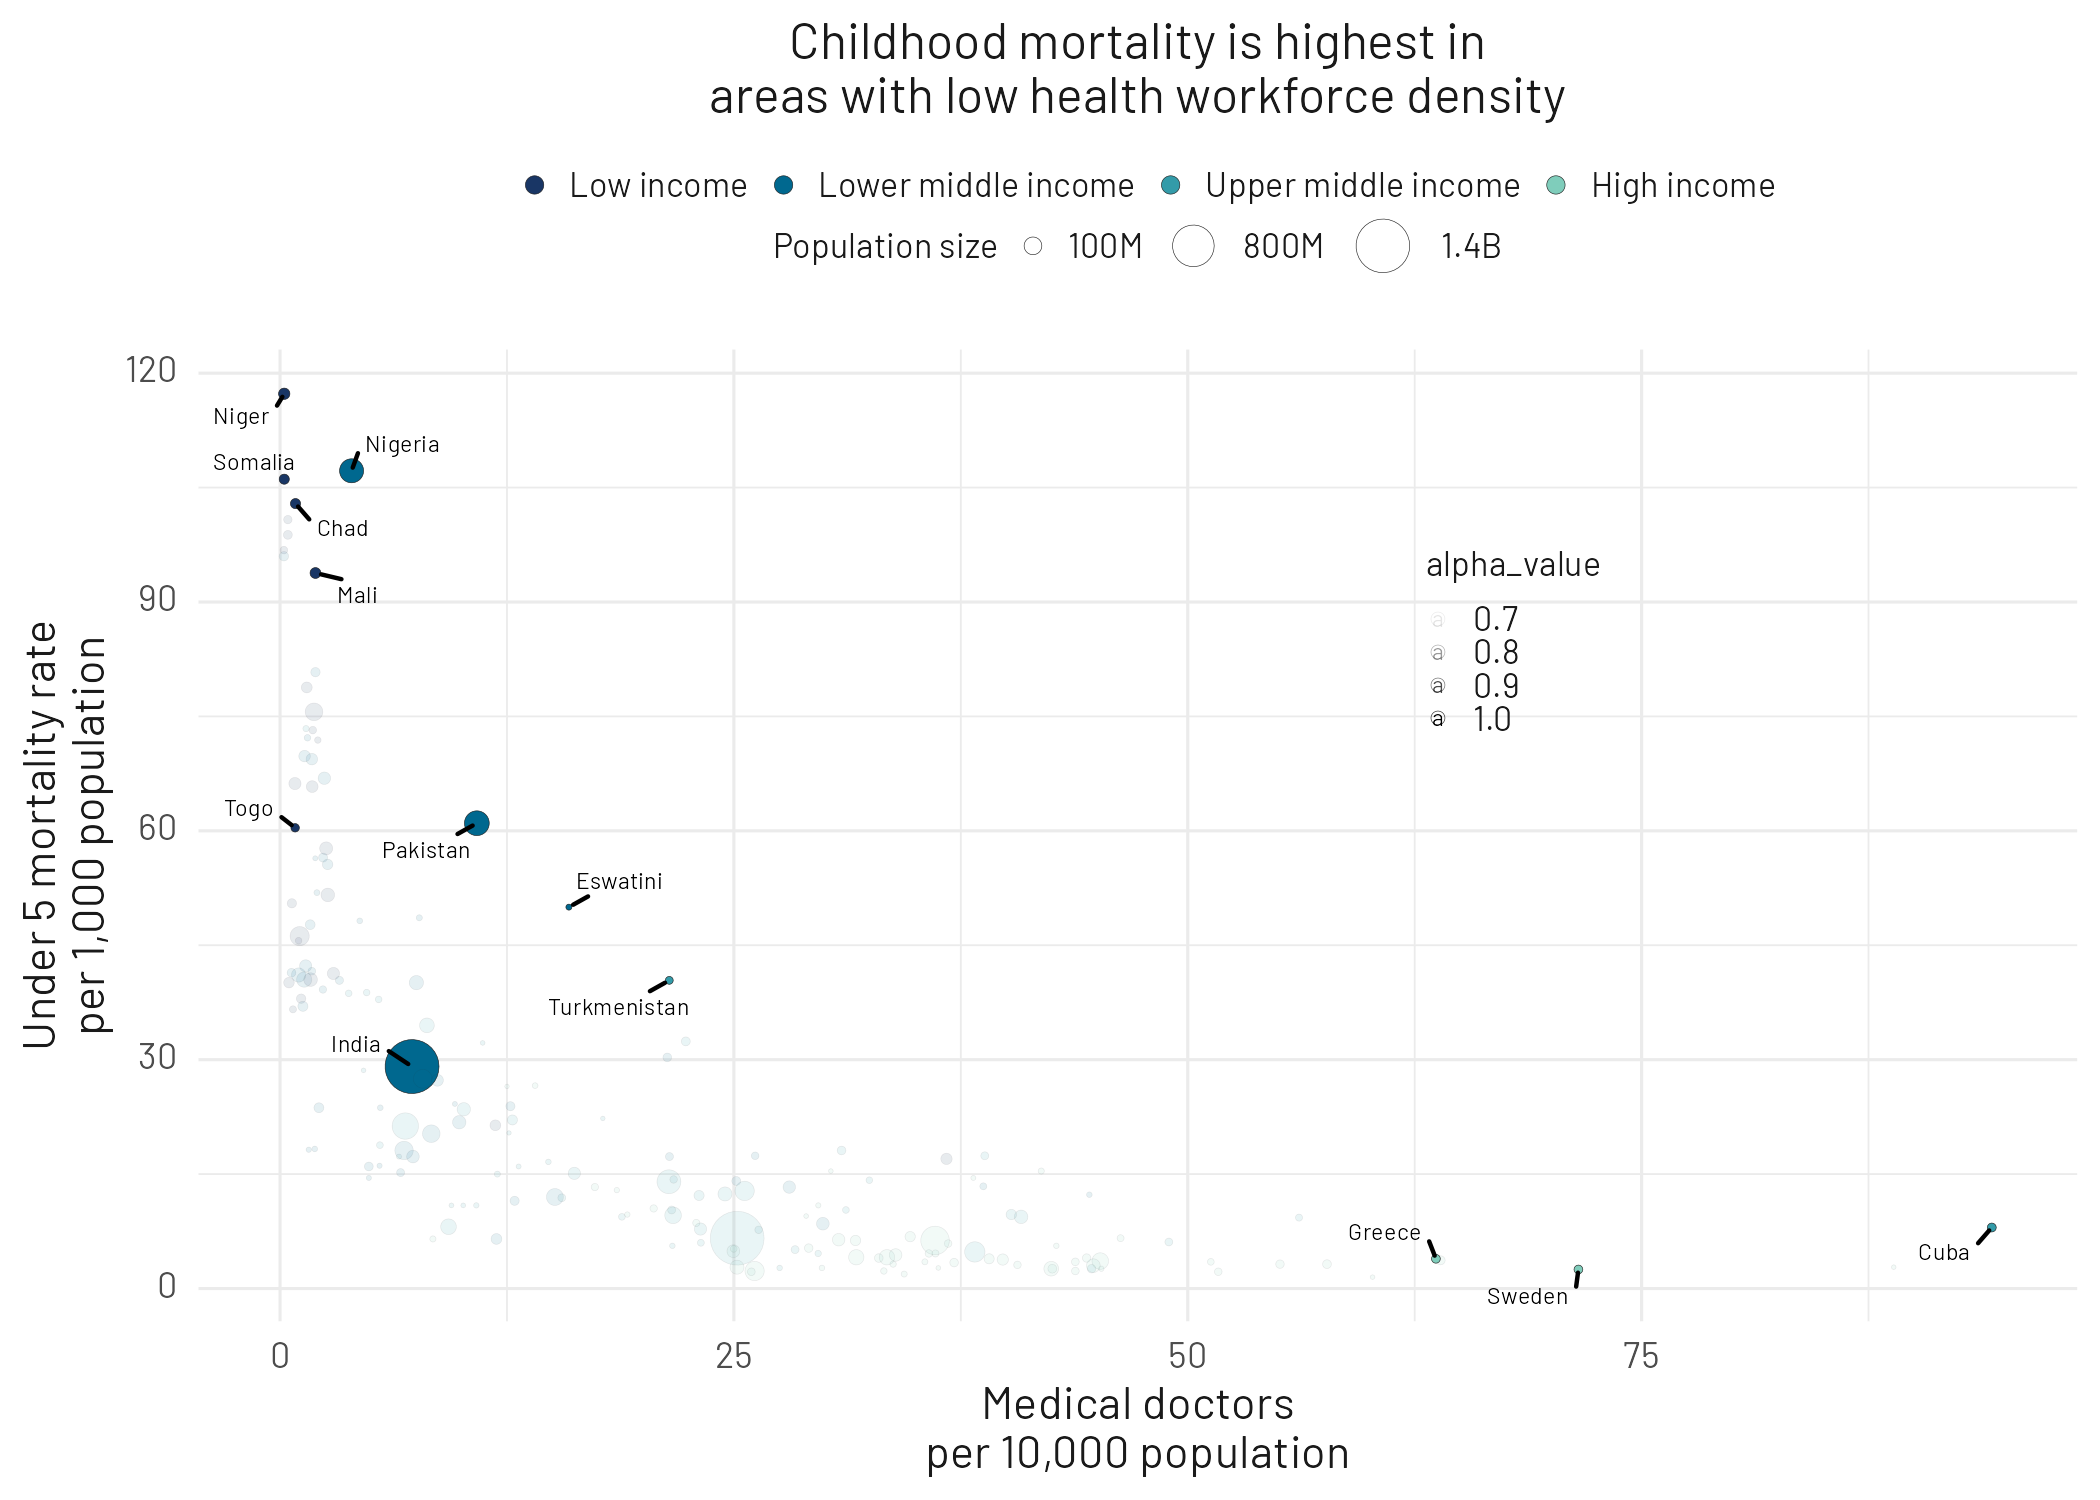 Childhood mortality is highest in
areas with low health workforce density
Low income Lower middle income Upper middle income High income
Population size 100M 800M 1.4B
120
90
60
30
0
Under 5 mortality rate
per 1,000 population
Niger
Nigeria
Somalia
Chad
Mali
alpha_value
a 0.7
a 0.8
a 0.9
a 1.0
Togo
Pakistan
Eswatini
Turkmenistan
India
Greece
Cuba
Sweden
0 25 50 75
Medical doctors
per 10,000 population